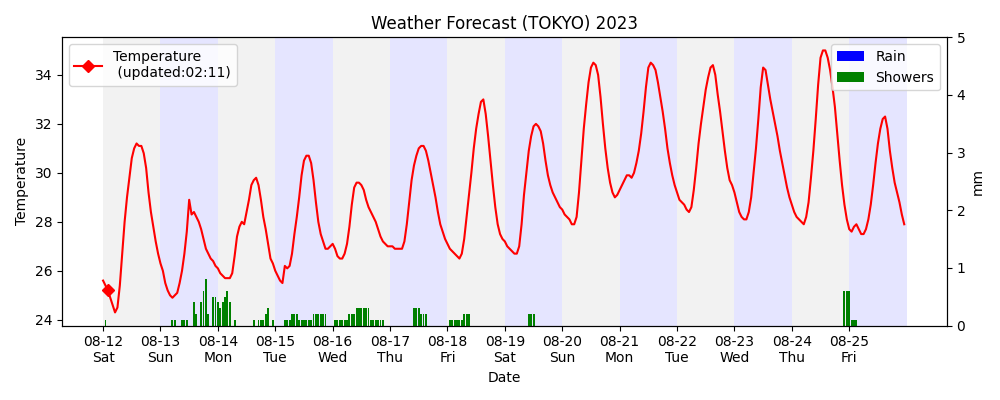 Weather Forecast (TOKYO) 2023
Temperature
(updated:02:11)
Rain
Showers
Temperature
34
32
30
28
26
24
5
4
3
2
1
0
mm
08-12 08-13 08-14 08-15 08-16 08-17 08-18 08-19 08-20 08-21 08-22 08-23 08-24 08-25
Sat Sun Mon Tue Wed Thu Fri Sat Sun Mon Tue Wed Thu Fri
Date